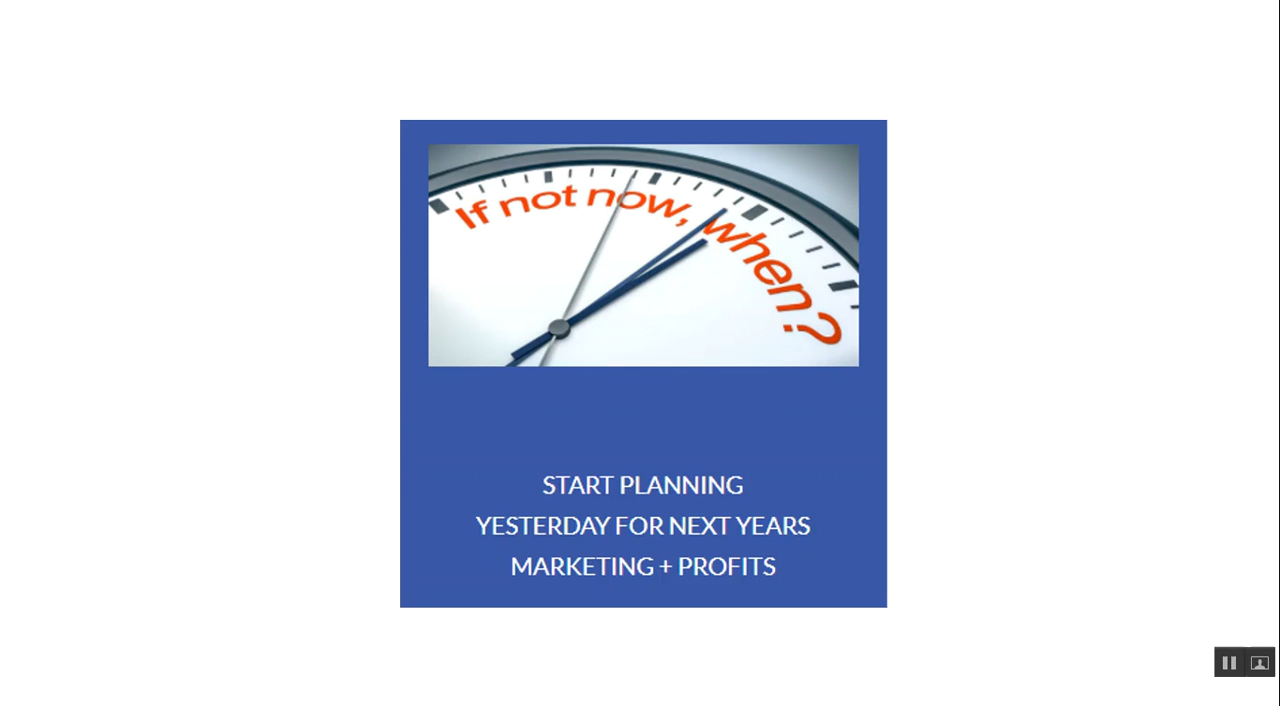 If not now, when?
START PLANNING
YESTERDAY FOR NEXT YEARS
MARKETING + PROFITS